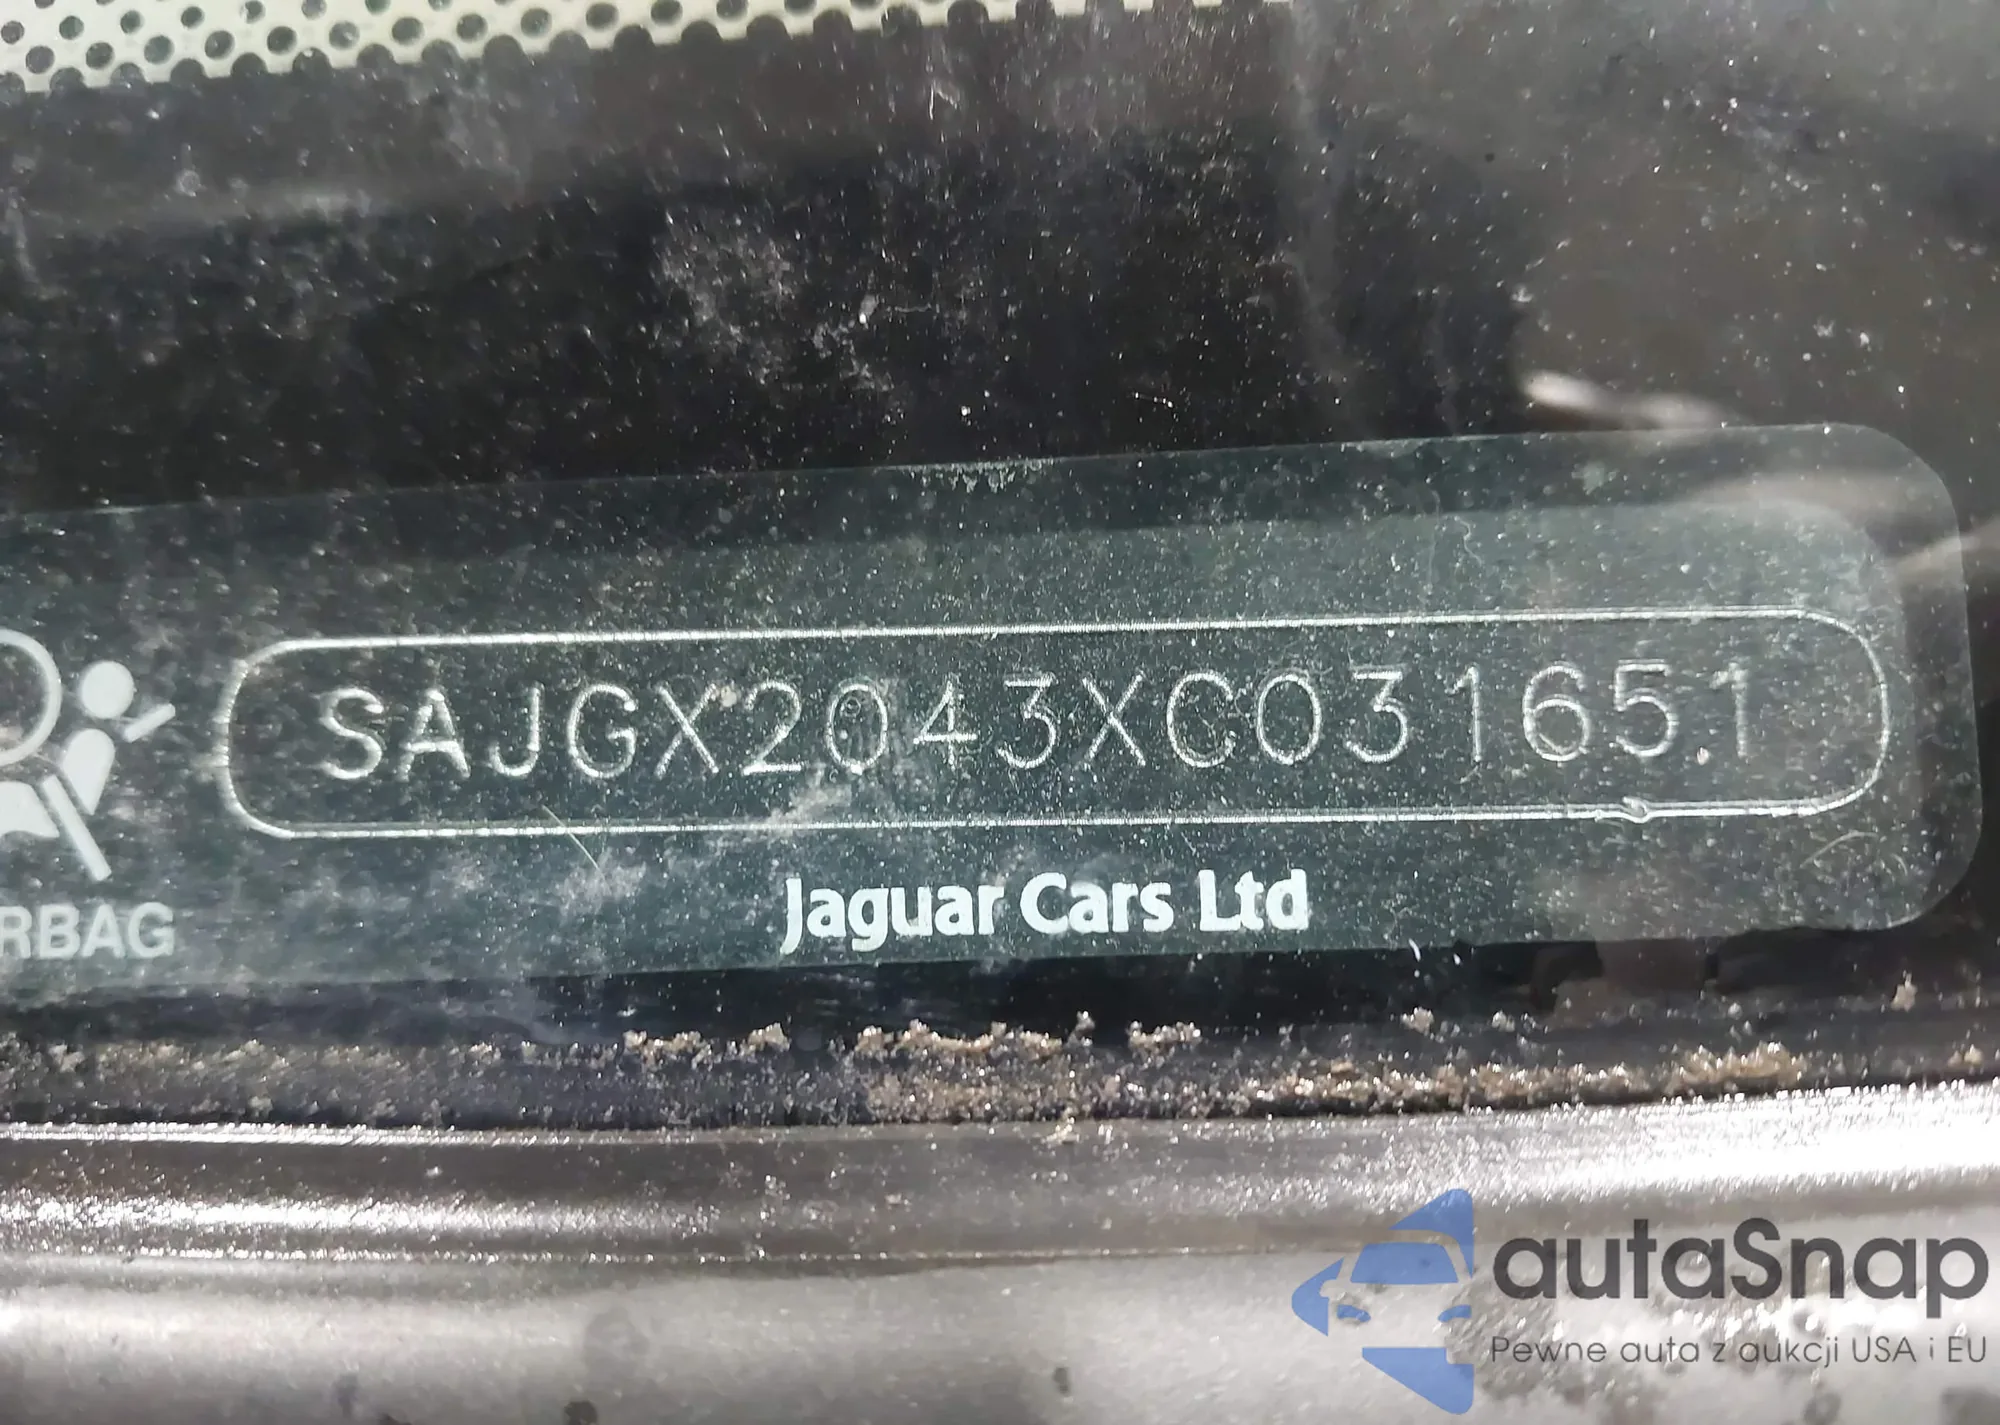 SAJGX2043XC031651
RBAG
Jaguar Cars Ltd
autaSnap
Pewne auta z aukcji USA i EU